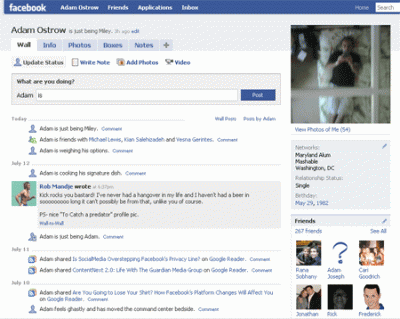 facebook Adam Ostrow Friends Applications Inbox Home Sea
Adam Ostrow is just being Miley. 3h ago edit
Wall Info Photos Boxes Notes +
Update Status Write Note Add Photos Video
What are you doing?
Adam is Post
Today Wall Posts Posts by Adam
Adam is just being Miley. Comment
Adam is friends with Michael Lewis, Kian Salehizadeh and Vesna Gerintes. Comment
Adam is weighing his options. Comment
July 13
Adam is cooking his signature dish. Comment
Rob Mandje wrote
Kick rocks you bastard! I've never had a hangover in my life and I haven't had a beer in
soooooooo long it can't possibly be from that, unlike you of course.
PS- nice "To Catch a predator" profile pic.
Wall-to-Wall
Adam is just being Adam. Comment
July 11
Adam shared Is SocialMedia Overstepping Facebook's Privacy Line? on Google Reader. Comment
Adam shared ContentNext 2.0: Life With The Guardian Media Group on Google Reader. Comment
July 10
Adam shared Are You Going to Lose Your Shirt? How Facebook's Platform Changes Will Affect You
on Google Reader. Comment
Adam feels ghastly and has moved the command center bedside. Comment
View Photos of Me (54)
Networks:
Maryland Alum
Mashable
Washington, DC
Relationship Status:
Single
Birthday:
May 29, 1982
Friends
267 friends See All
Rana Sobhany
Adam Joseph
Cari Goodrich
Jonathan
Rick
Frederick